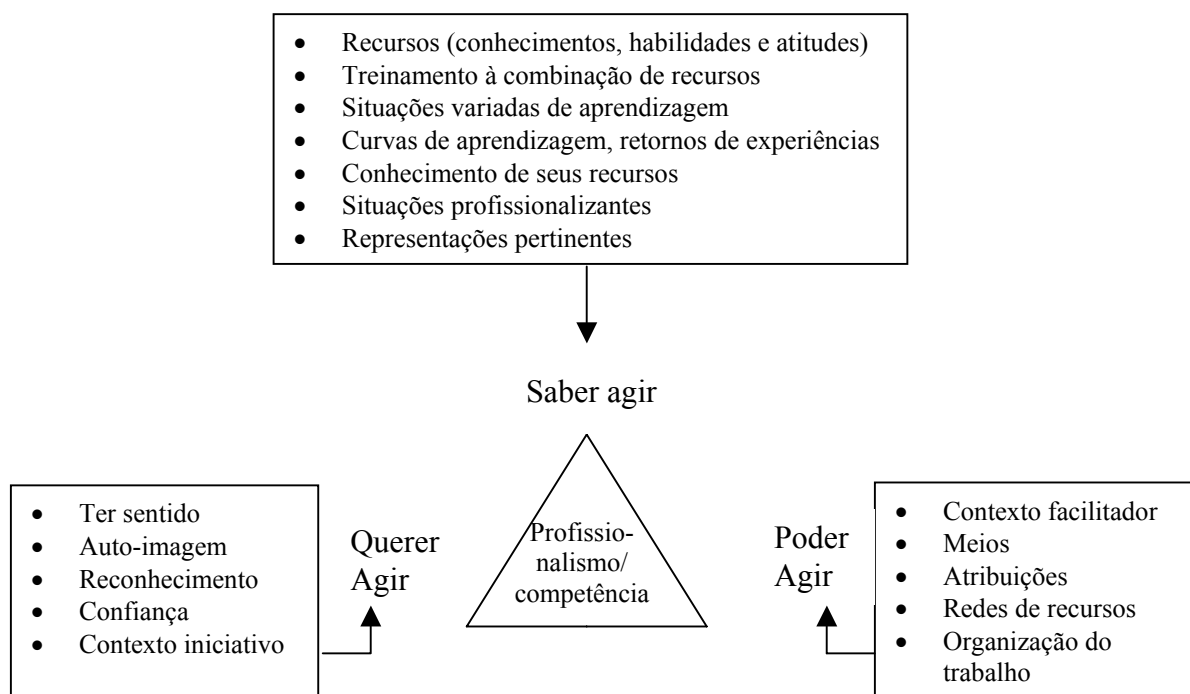 • Recursos (conhecimentos, habilidades e atitudes)
• Treinamento à combinação de recursos
• Situações variadas de aprendizagem
• Curvas de aprendizagem, retornos de experiências
• Conhecimento de seus recursos
• Situações profissionalizantes
• Representações pertinentes
Saber agir
• Ter sentido
• Auto-imagem
• Reconhecimento
• Confiança
• Contexto iniciativo
Querer
Agir
Profissio-
nalismo/
competência
Poder
Agir
• Contexto facilitador
• Meios
• Atribuições
• Redes de recursos
• Organização do
trabalho